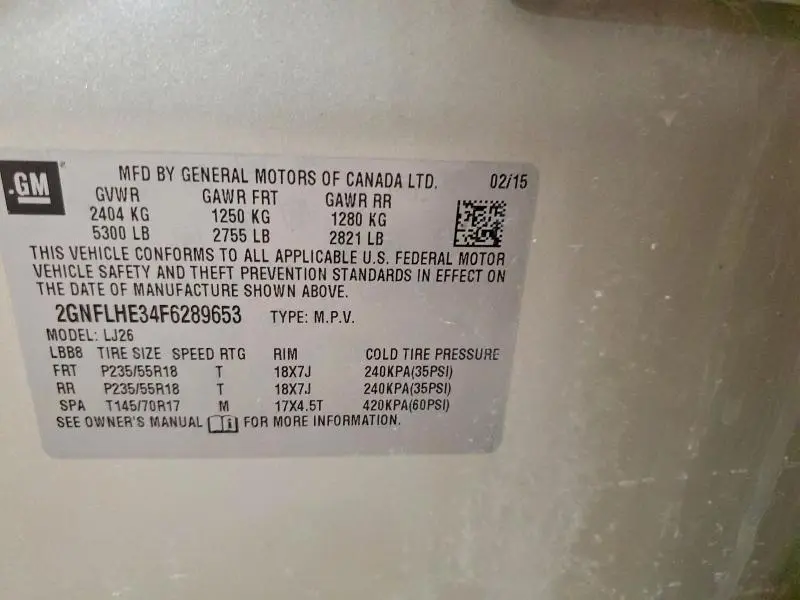 GM
MFD BY GENERAL MOTORS OF CANADA LTD. 02/15
GVWR GAWR FRT GAWR RR
2404 KG 1250 KG 1280 KG
5300 LB 2755 LB 2821 LB
THIS VEHICLE CONFORMS TO ALL APPLICABLE U.S. FEDERAL MOTOR
VEHICLE SAFETY AND THEFT PREVENTION STANDARDS IN EFFECT ON
THE DATE OF MANUFACTURE SHOWN ABOVE.
2GNFLHE34F6289653 TYPE: M.P.V.
MODEL: LJ26
LBB8 TIRE SIZE SPEED RTG RIM COLD TIRE PRESSURE
FRT P235/55R18 T 18X7J 240KPA(35PSI)
RR P235/55R18 T 18X7J 240KPA(35PSI)
SPA T145/70R17 M 17X4.5T 420KPA(60PSI)
SEE OWNER'S MANUAL FOR MORE INFORMATION.